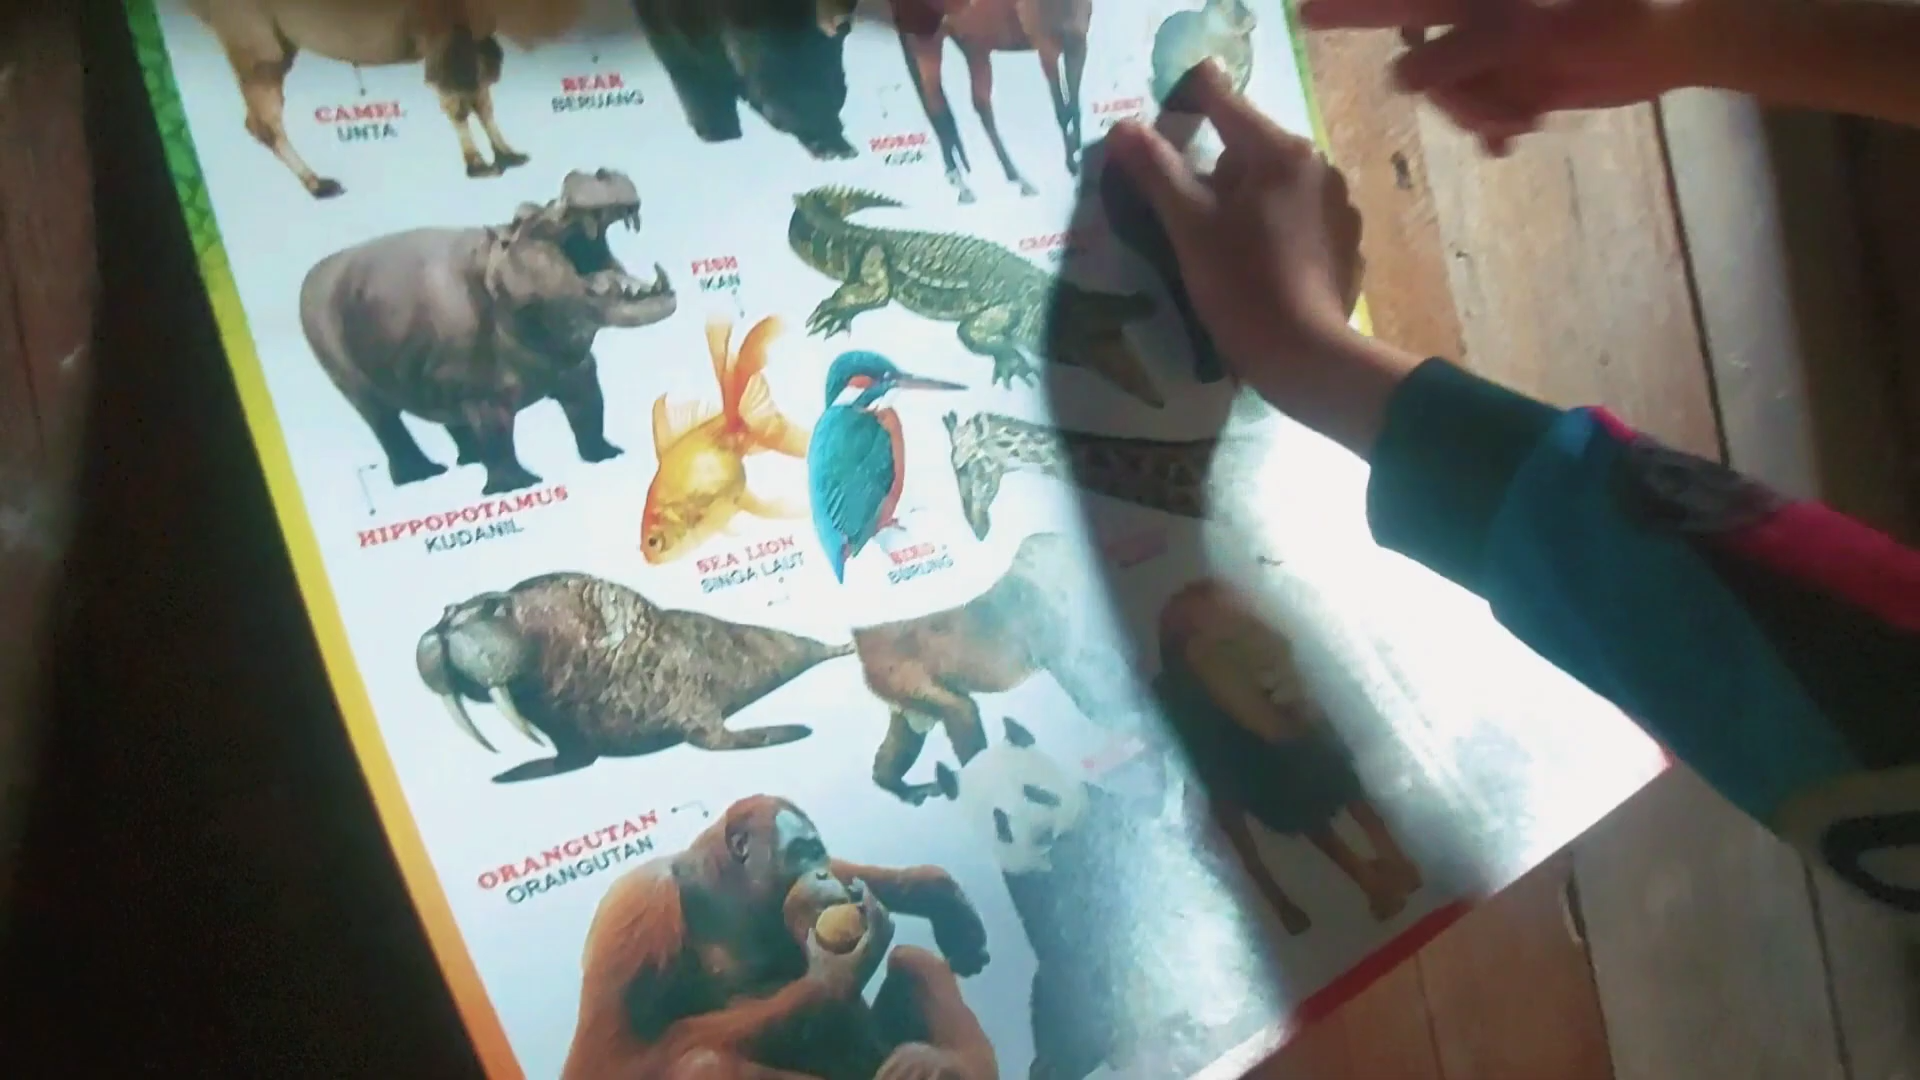 CAMEL
UNTA
BEAR
BERUANG
HORSE
KUDA
RABBIT
FISH
IKAN
HIPPOPOTAMUS
KUDANIL
SEA LION
SINGA LAUT
BIRD
BURUNG
ORANGUTAN
ORANGUTAN